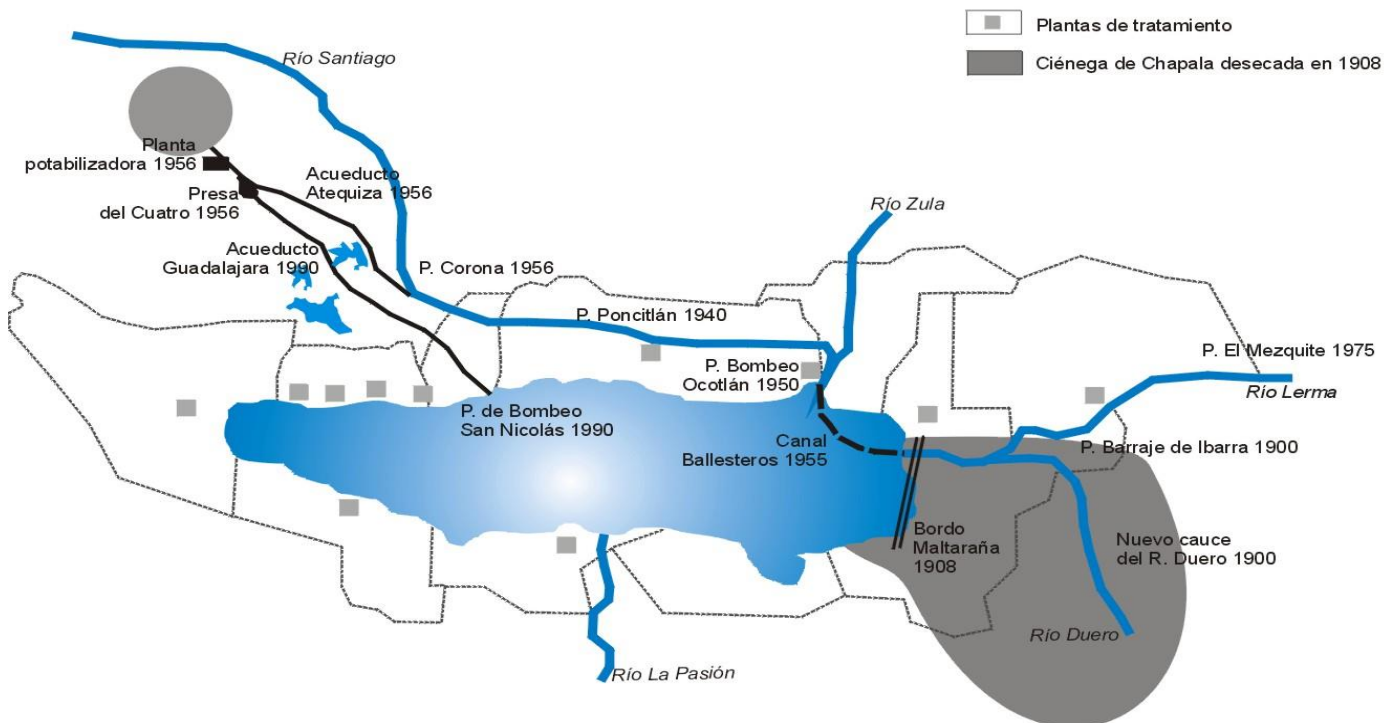 Plantas de tratamiento
Ciénega de Chapala desecada en 1908
Río Santiago
Planta
potabilizadora 1956
Acueducto
Atequiza 1956
Presa
del Cuatro 1956
Río Zula
Acueducto
Guadalajara 1990
P. Corona 1956
P. Poncitlán 1940
P. El Mezquite 1975
P. Bombeo
Ocotlán 1950
Río Lerma
P. de Bombeo
San Nicolás 1990
Canal
Ballesteros 1955
P. Barraje de Ibarra 1900
Bordo
Maltaraña
1908
Nuevo cauce
del R. Duero 1900
Río Duero
Río La Pasión